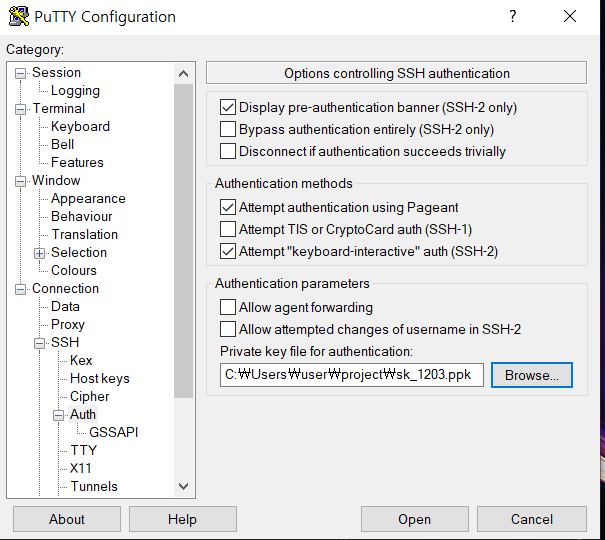 PuTTY Configuration
?
Category:
Session
Logging
Terminal
Keyboard
Bell
Features
Window
Appearance
Behaviour
Translation
Selection
Colours
Connection
Data
Proxy
SSH
Kex
Host keys
Cipher
Auth
GSSAPI
TTY
X11
Tunnels
Options controlling SSH authentication
Display pre-authentication banner (SSH-2 only)
Bypass authentication entirely (SSH-2 only)
Disconnect if authentication succeeds trivially
Authentication methods
Attempt authentication using Pageant
Attempt TIS or CryptoCard auth (SSH-1)
Attempt "keyboard-interactive" auth (SSH-2)
Authentication parameters
Allow agent forwarding
Allow attempted changes of username in SSH-2
Private key file for authentication:
C:₩Users₩user₩project₩sk_1203.ppk Browse...
About Help Open Cancel